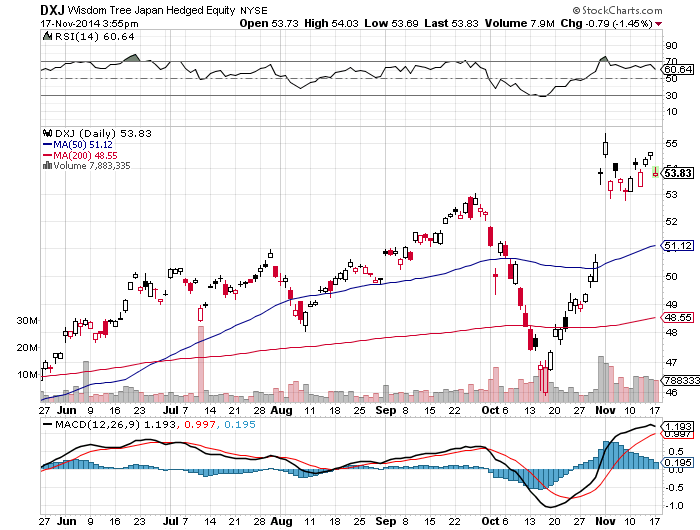 DXJ Wisdom Tree Japan Hedged Equity NYSE © StockCharts.com
17-Nov-2014 3:55pm Open 53.73 High 54.03 Low 53.69 Last 53.83 Volume 7.9M Chg -0.79 (-1.45%)
RSI(14) 60.64
90
70
60.64
50
30
10
DXJ (Daily) 53.83
MA(50) 51.12
MA(200) 48.55
Volume 7,883,335
55
53.83
53
52
51.12
50
49
30M 48.55
48
20M
47
10M
788333
46
27 Jun 9 16 23 Jul 7 14 21 28 Aug 11 18 25 Sep 8 15 22 Oct 6 13 20 27 Nov 10 17
MACD(12,26,9) 1.193, 0.997, 0.195
1.193
0.997
0.5
0.195
0.0
-0.5
-1.0
27 Jun 9 16 23 Jul 7 14 21 28 Aug 11 18 25 Sep 8 15 22 Oct 6 13 20 27 Nov 10 17